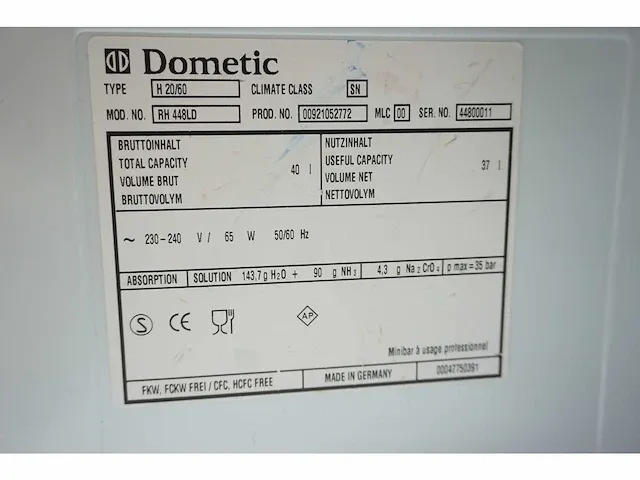 Dometic
TYPE H 20/60 CLIMATE CLASS SN
MOD. NO. RH 448LD PROD. NO. 00921052772 MLC 00 SER. NO. 44800011
BRUTTOINHALT
TOTAL CAPACITY 40 l
VOLUME BRUT
BRUTTOVOLYM
NUTZINHALT
USEFUL CAPACITY 37 l
VOLUME NET
NETTOVOLYM
~ 230-240 V / 65 W 50/60 Hz
ABSORPTION SOLUTION 143,7 g H₂O + 90 g NH₃ 4,3 g Na₂CrO₄ p max = 35 bar
S CE AP
Minibar à usage professionnel
FKW, FCKW FREI / CFC, HCFC FREE MADE IN GERMANY 00047750391